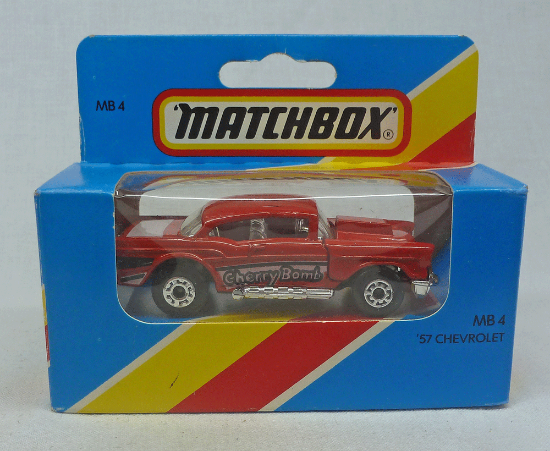 MB 4
'MATCHBOX'®
Cherry Bomb
MB 4
'57 CHEVROLET